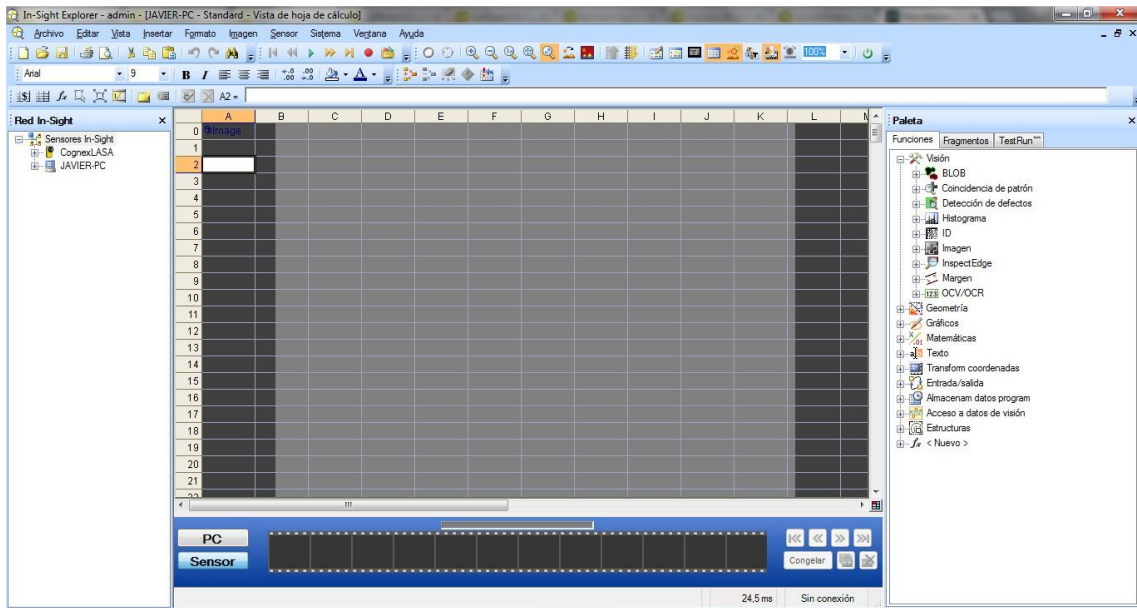 In-Sight Explorer - admin - [JAVIER-PC - Standard - Vista de hoja de cálculo]
Archivo Editar Vista Insertar Formato Imagen Sensor Sistema Ventana Ayuda
100%
Arial 9 B I A
A2 =
Red In-Sight
Sensores In-Sight
CognexLASA
JAVIER-PC
A B C D E F G H I J K L
0 Image
1
2
3
4
5
6
7
8
9
10
11
12
13
14
15
16
17
18
19
20
21
22
PC
Sensor
Congelar
24,5 ms Sin conexión
Paleta
Funciones Fragmentos TestRun™
Visión
BLOB
Coincidencia de patrón
Detección de defectos
Histograma
ID
Imagen
InspectEdge
Margen
OCV/OCR
Geometría
Gráficos
Matemáticas
Texto
Transform coordenadas
Entrada/salida
Almacenam datos program
Acceso a datos de visión
Estructuras
fx < Nuevo >